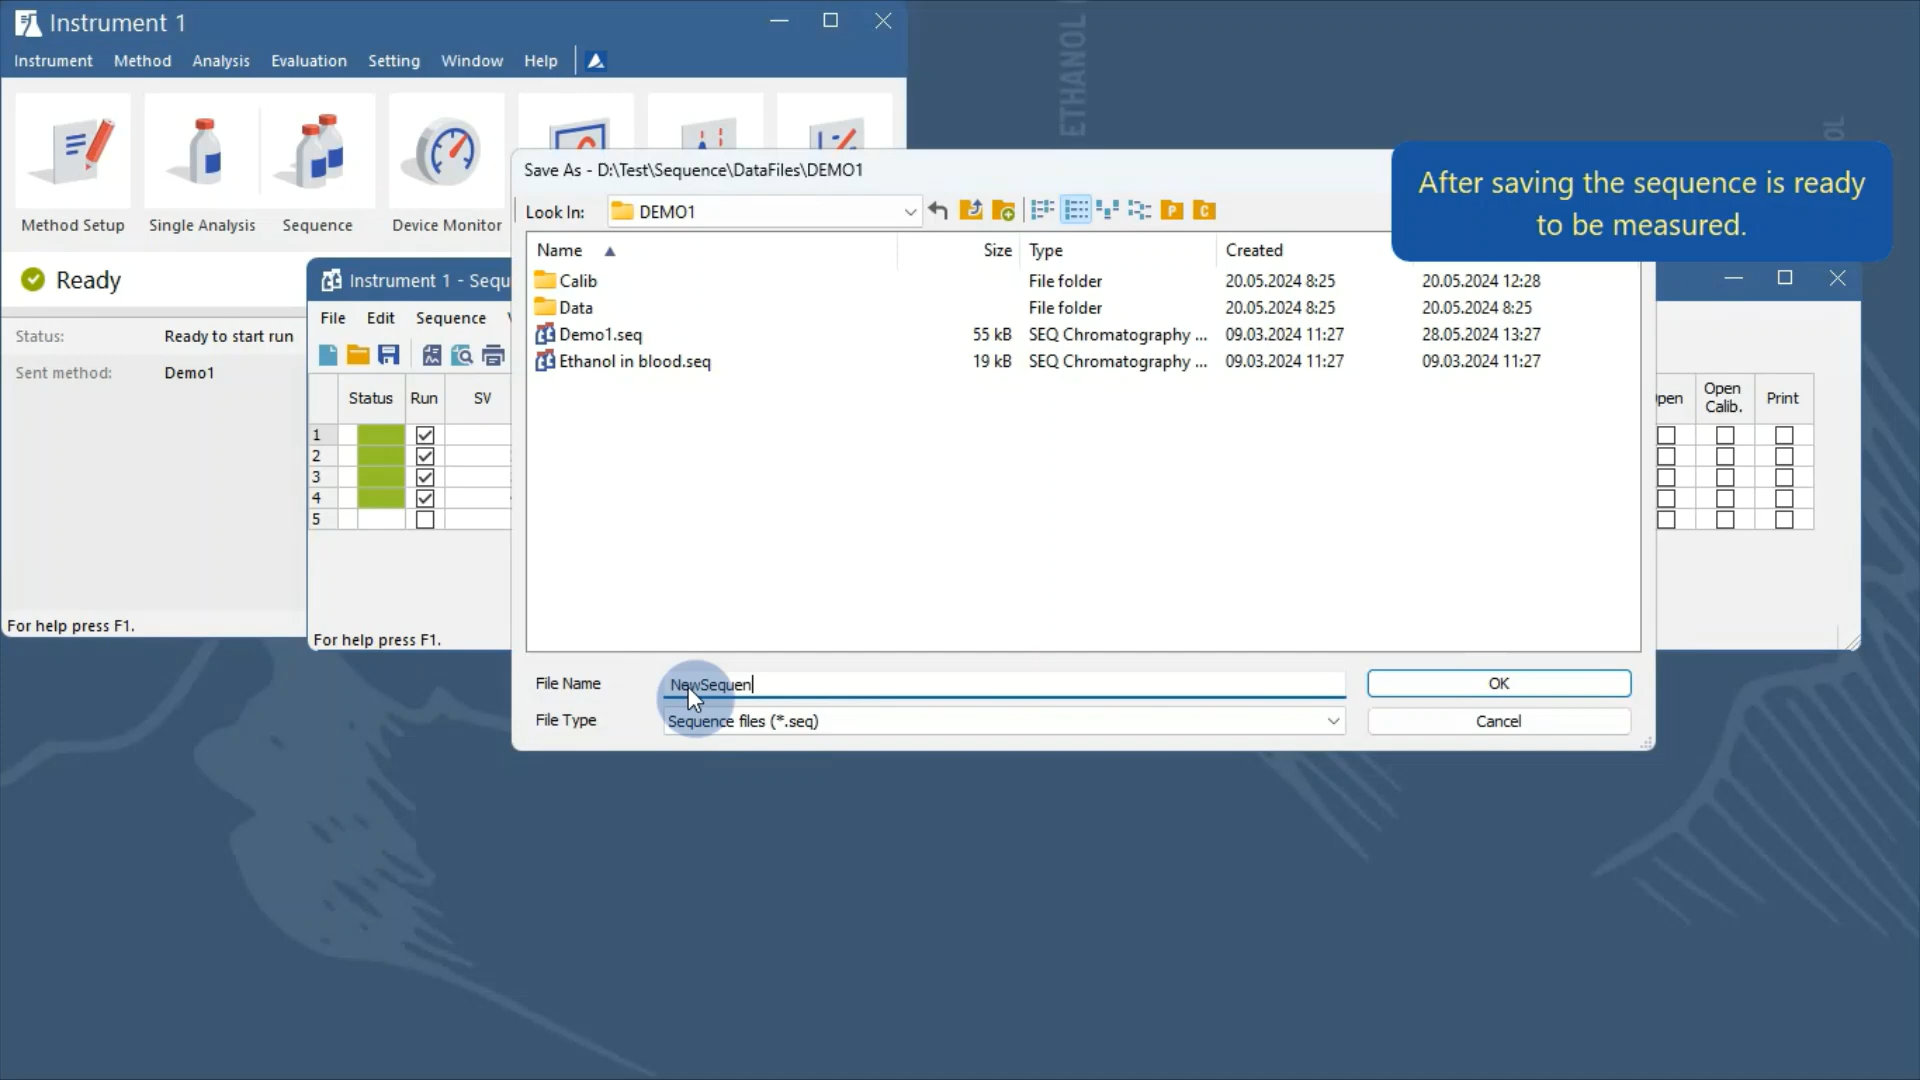 Instrument 1
Instrument Method Analysis Evaluation Setting Window Help
ETHANOL
OL
Method Setup Single Analysis Sequence Device Monitor
Ready
Status: Ready to start run
Sent method: Demo1
For help press F1.
Instrument 1 - Sequ
File Edit Sequence
Status Run SV
1
2
3
4
5
For help press F1.
Save As - D:\Test\Sequence\DataFiles\DEMO1
Look In: DEMO1
P C
Name Size Type Created
Calib File folder 20.05.2024 8:25 20.05.2024 12:28
Data File folder 20.05.2024 8:25 20.05.2024 8:25
Demo1.seq 55 kB SEQ Chromatography ... 09.03.2024 11:27 28.05.2024 13:27
Ethanol in blood.seq 19 kB SEQ Chromatography ... 09.03.2024 11:27 09.03.2024 11:27
File Name NewSequen OK
File Type Sequence files (*.seq) Cancel
After saving the sequence is ready
to be measured.
pen Open Calib. Print